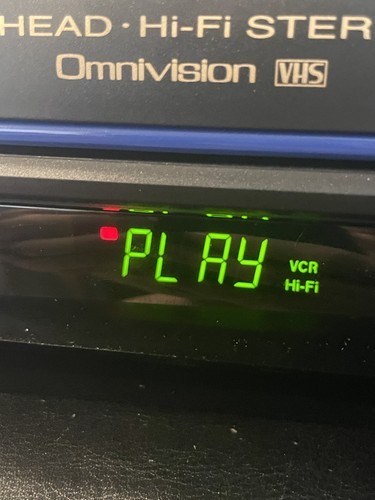 HEAD · Hi-Fi STER
Omnivision VHS
PLAY VCR
Hi-Fi